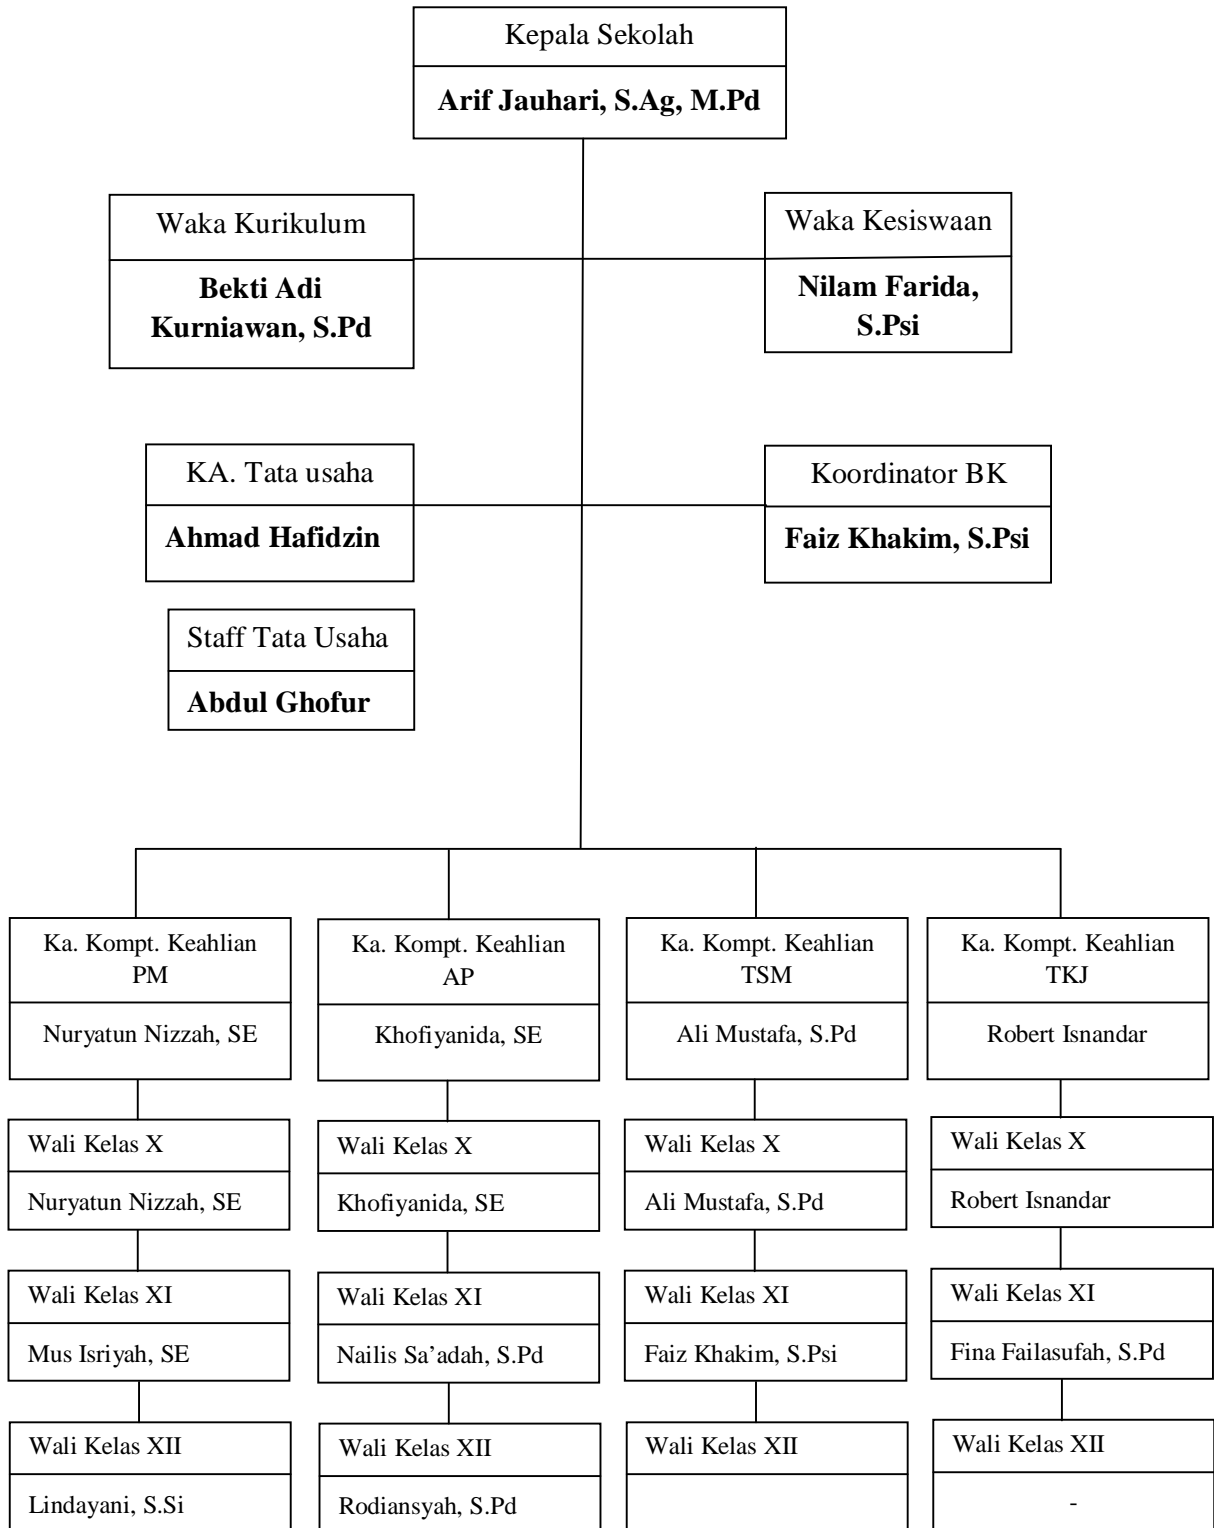 Kepala Sekolah
Arif Jauhari, S.Ag, M.Pd
Waka Kurikulum
Bekti Adi
Kurniawan, S.Pd
Waka Kesiswaan
Nilam Farida,
S.Psi
KA. Tata usaha
Ahmad Hafidzin
Koordinator BK
Faiz Khakim, S.Psi
Staff Tata Usaha
Abdul Ghofur
Ka. Kompt. Keahlian
PM
Nuryatun Nizzah, SE
Ka. Kompt. Keahlian
AP
Khofiyanida, SE
Ka. Kompt. Keahlian
TSM
Ali Mustafa, S.Pd
Ka. Kompt. Keahlian
TKJ
Robert Isnandar
Wali Kelas X
Nuryatun Nizzah, SE
Wali Kelas X
Khofiyanida, SE
Wali Kelas X
Ali Mustafa, S.Pd
Wali Kelas X
Robert Isnandar
Wali Kelas XI
Mus Isriyah, SE
Wali Kelas XI
Nailis Sa’adah, S.Pd
Wali Kelas XI
Faiz Khakim, S.Psi
Wali Kelas XI
Fina Failasufah, S.Pd
Wali Kelas XII
Lindayani, S.Si
Wali Kelas XII
Rodiansyah, S.Pd
Wali Kelas XII
Wali Kelas XII
-